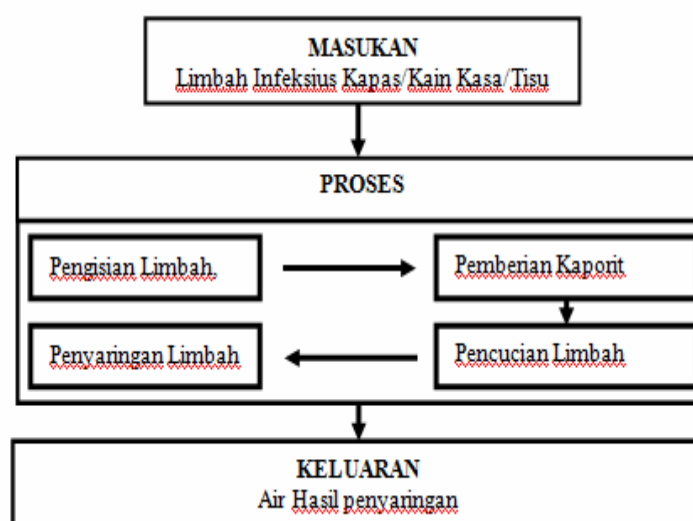 MASUKAN
Limbah Infeksius Kapas/Kain Kasa/Tisu
PROSES
Pengisian Limbah,
Pemberian Kaporit
Penyaringan Limbah
Pencucian Limbah
KELUARAN
Air Hasil penyaringan